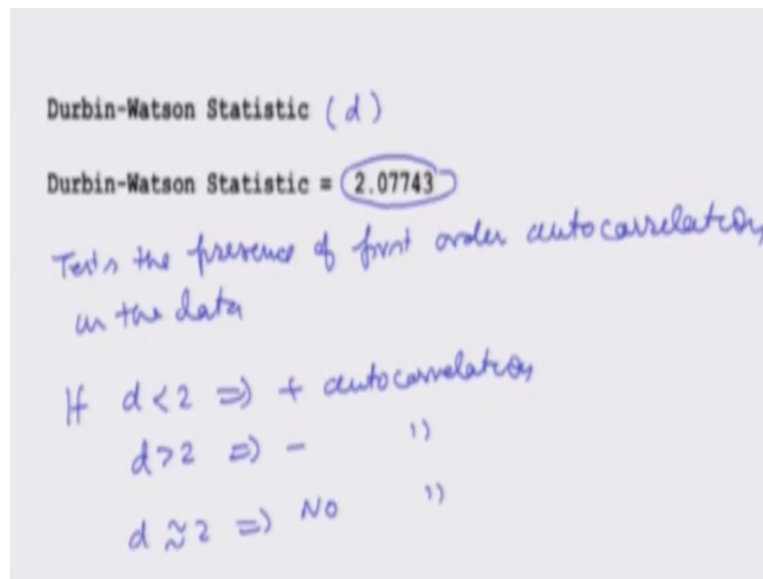 Durbin-Watson Statistic (d)
Durbin-Watson Statistic = 2.07743
Tests the presence of first order autocorrelation
in the data
If d < 2 => + autocorrelation
d > 2 => - "
d ≈ 2 => No "